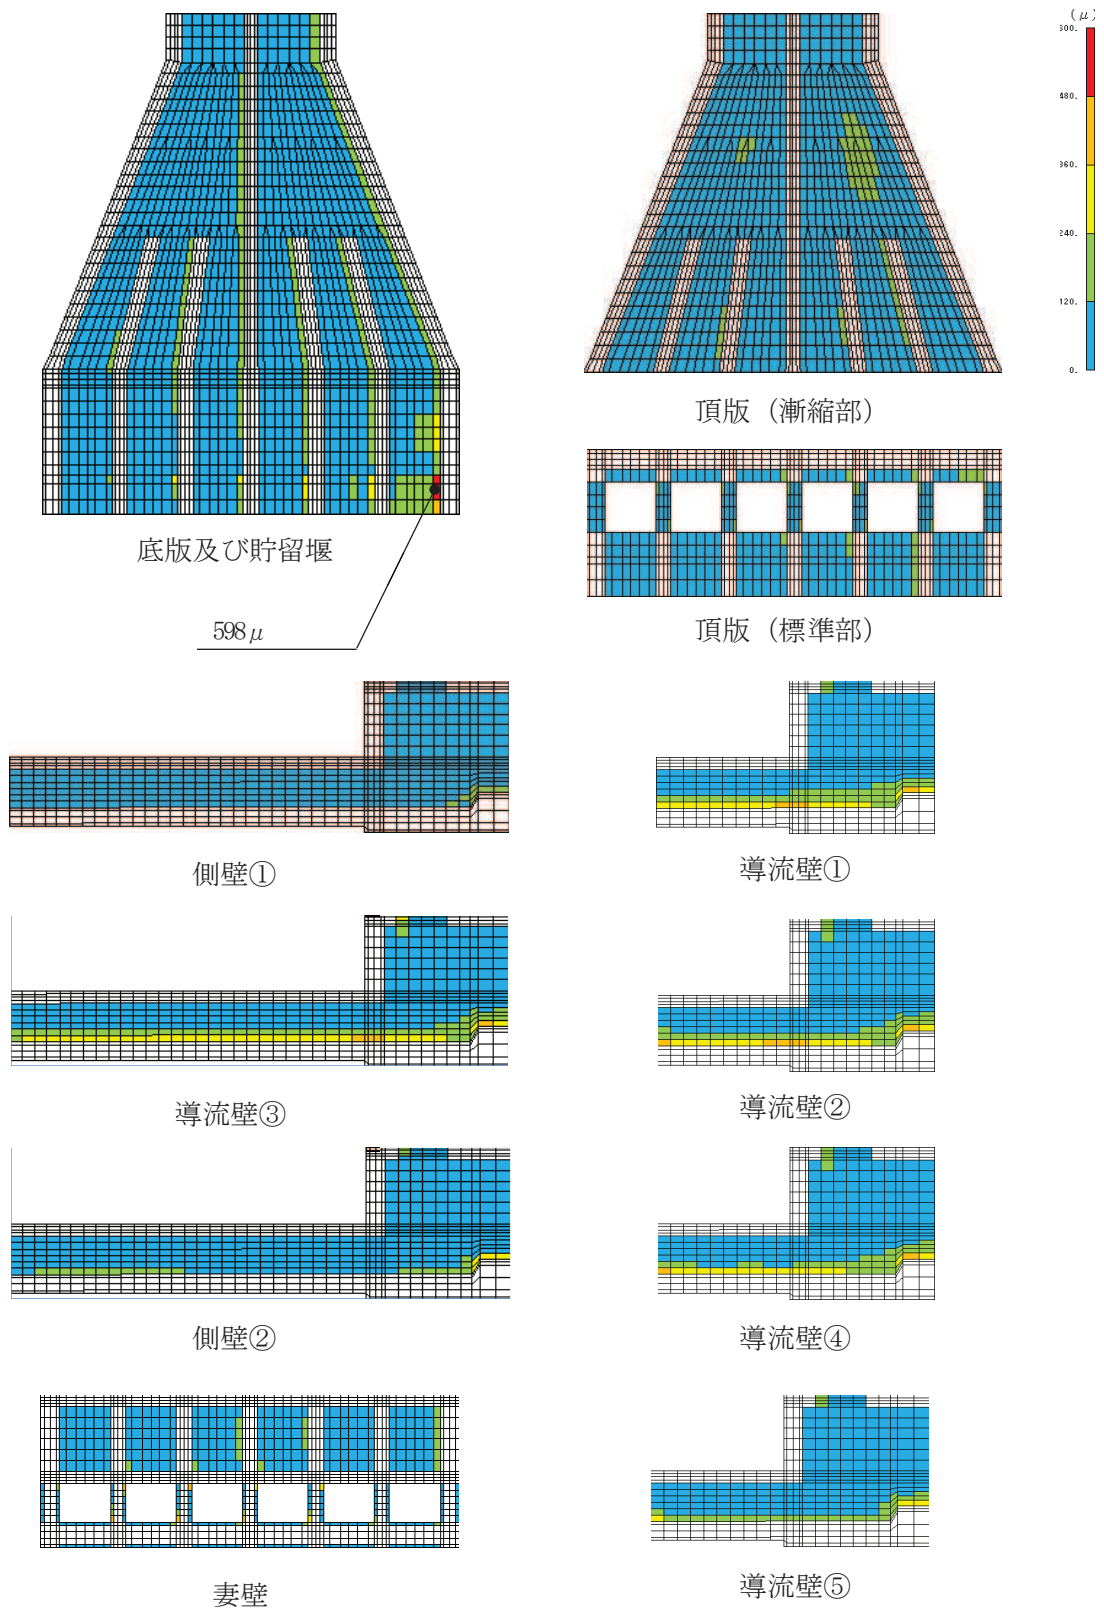 (μ)
600.
480.
360.
240.
120.
0.
頂版（漸縮部）
底版及び貯留堰
598μ
頂版（標準部）
側壁①
導流壁①
導流壁③
導流壁②
側壁②
導流壁④
妻壁
導流壁⑤